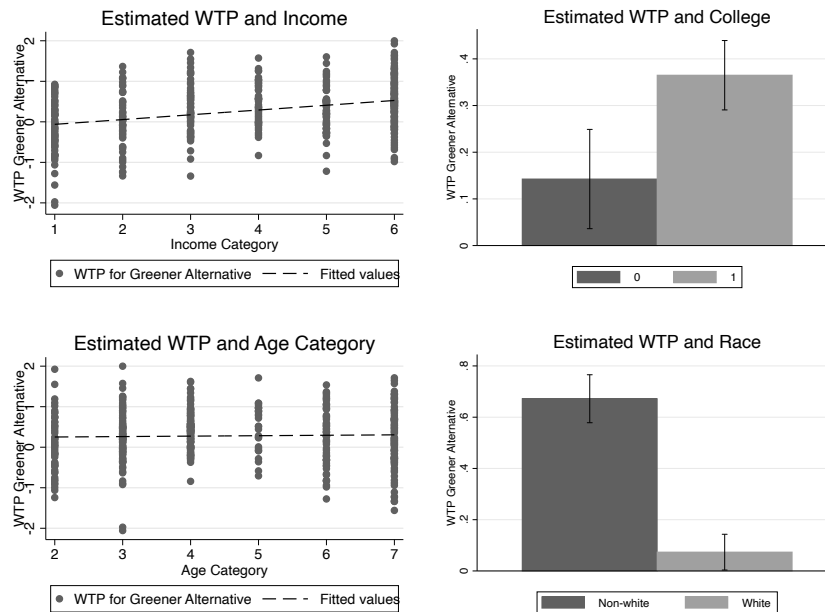 Estimated WTP and Income
WTP Greener Alternative
2
1
0
-1
-2
1 2 3 4 5 6
Income Category
WTP for Greener Alternative Fitted values
Estimated WTP and College
WTP Greener Alternative
.4
.3
.2
.1
0
0 1
Estimated WTP and Age Category
WTP Greener Alternative
2
1
0
-1
-2
2 3 4 5 6 7
Age Category
WTP for Greener Alternative Fitted values
Estimated WTP and Race
WTP Greener Alternative
.8
.6
.4
.2
0
Non-white White